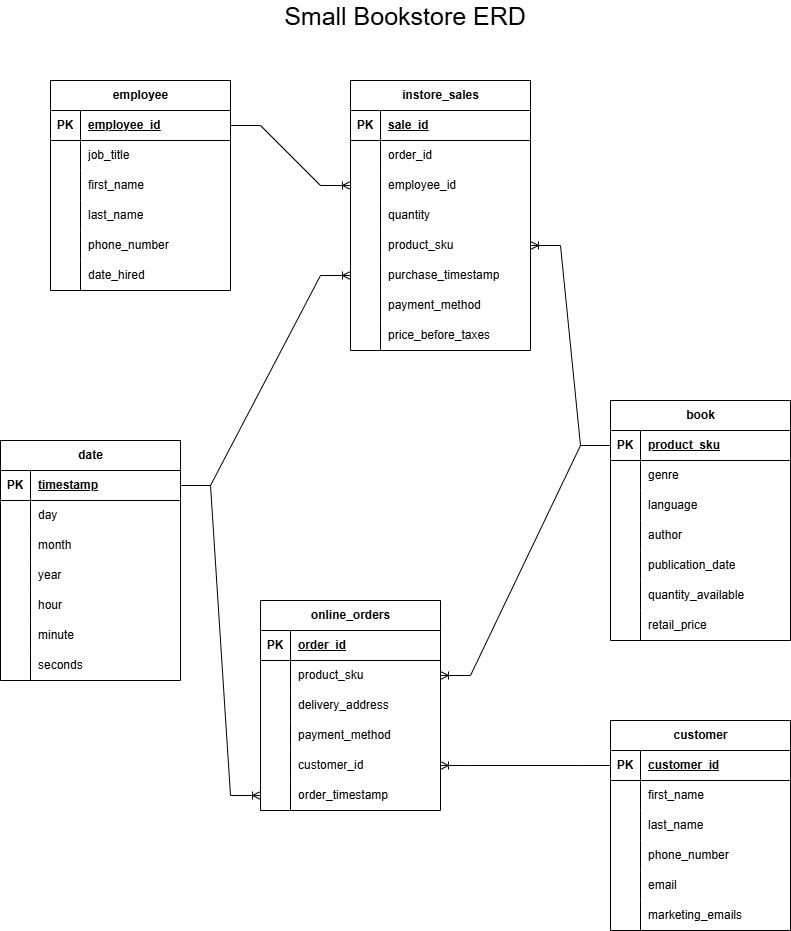 Small Bookstore ERD
employee
PK employee_id
job_title
first_name
last_name
phone_number
date_hired
instore_sales
PK sale_id
order_id
employee_id
quantity
product_sku
purchase_timestamp
payment_method
price_before_taxes
book
PK product_sku
genre
language
author
publication_date
quantity_available
retail_price
date
PK timestamp
day
month
year
hour
minute
seconds
online_orders
PK order_id
product_sku
delivery_address
payment_method
customer_id
order_timestamp
customer
PK customer_id
first_name
last_name
phone_number
email
marketing_emails